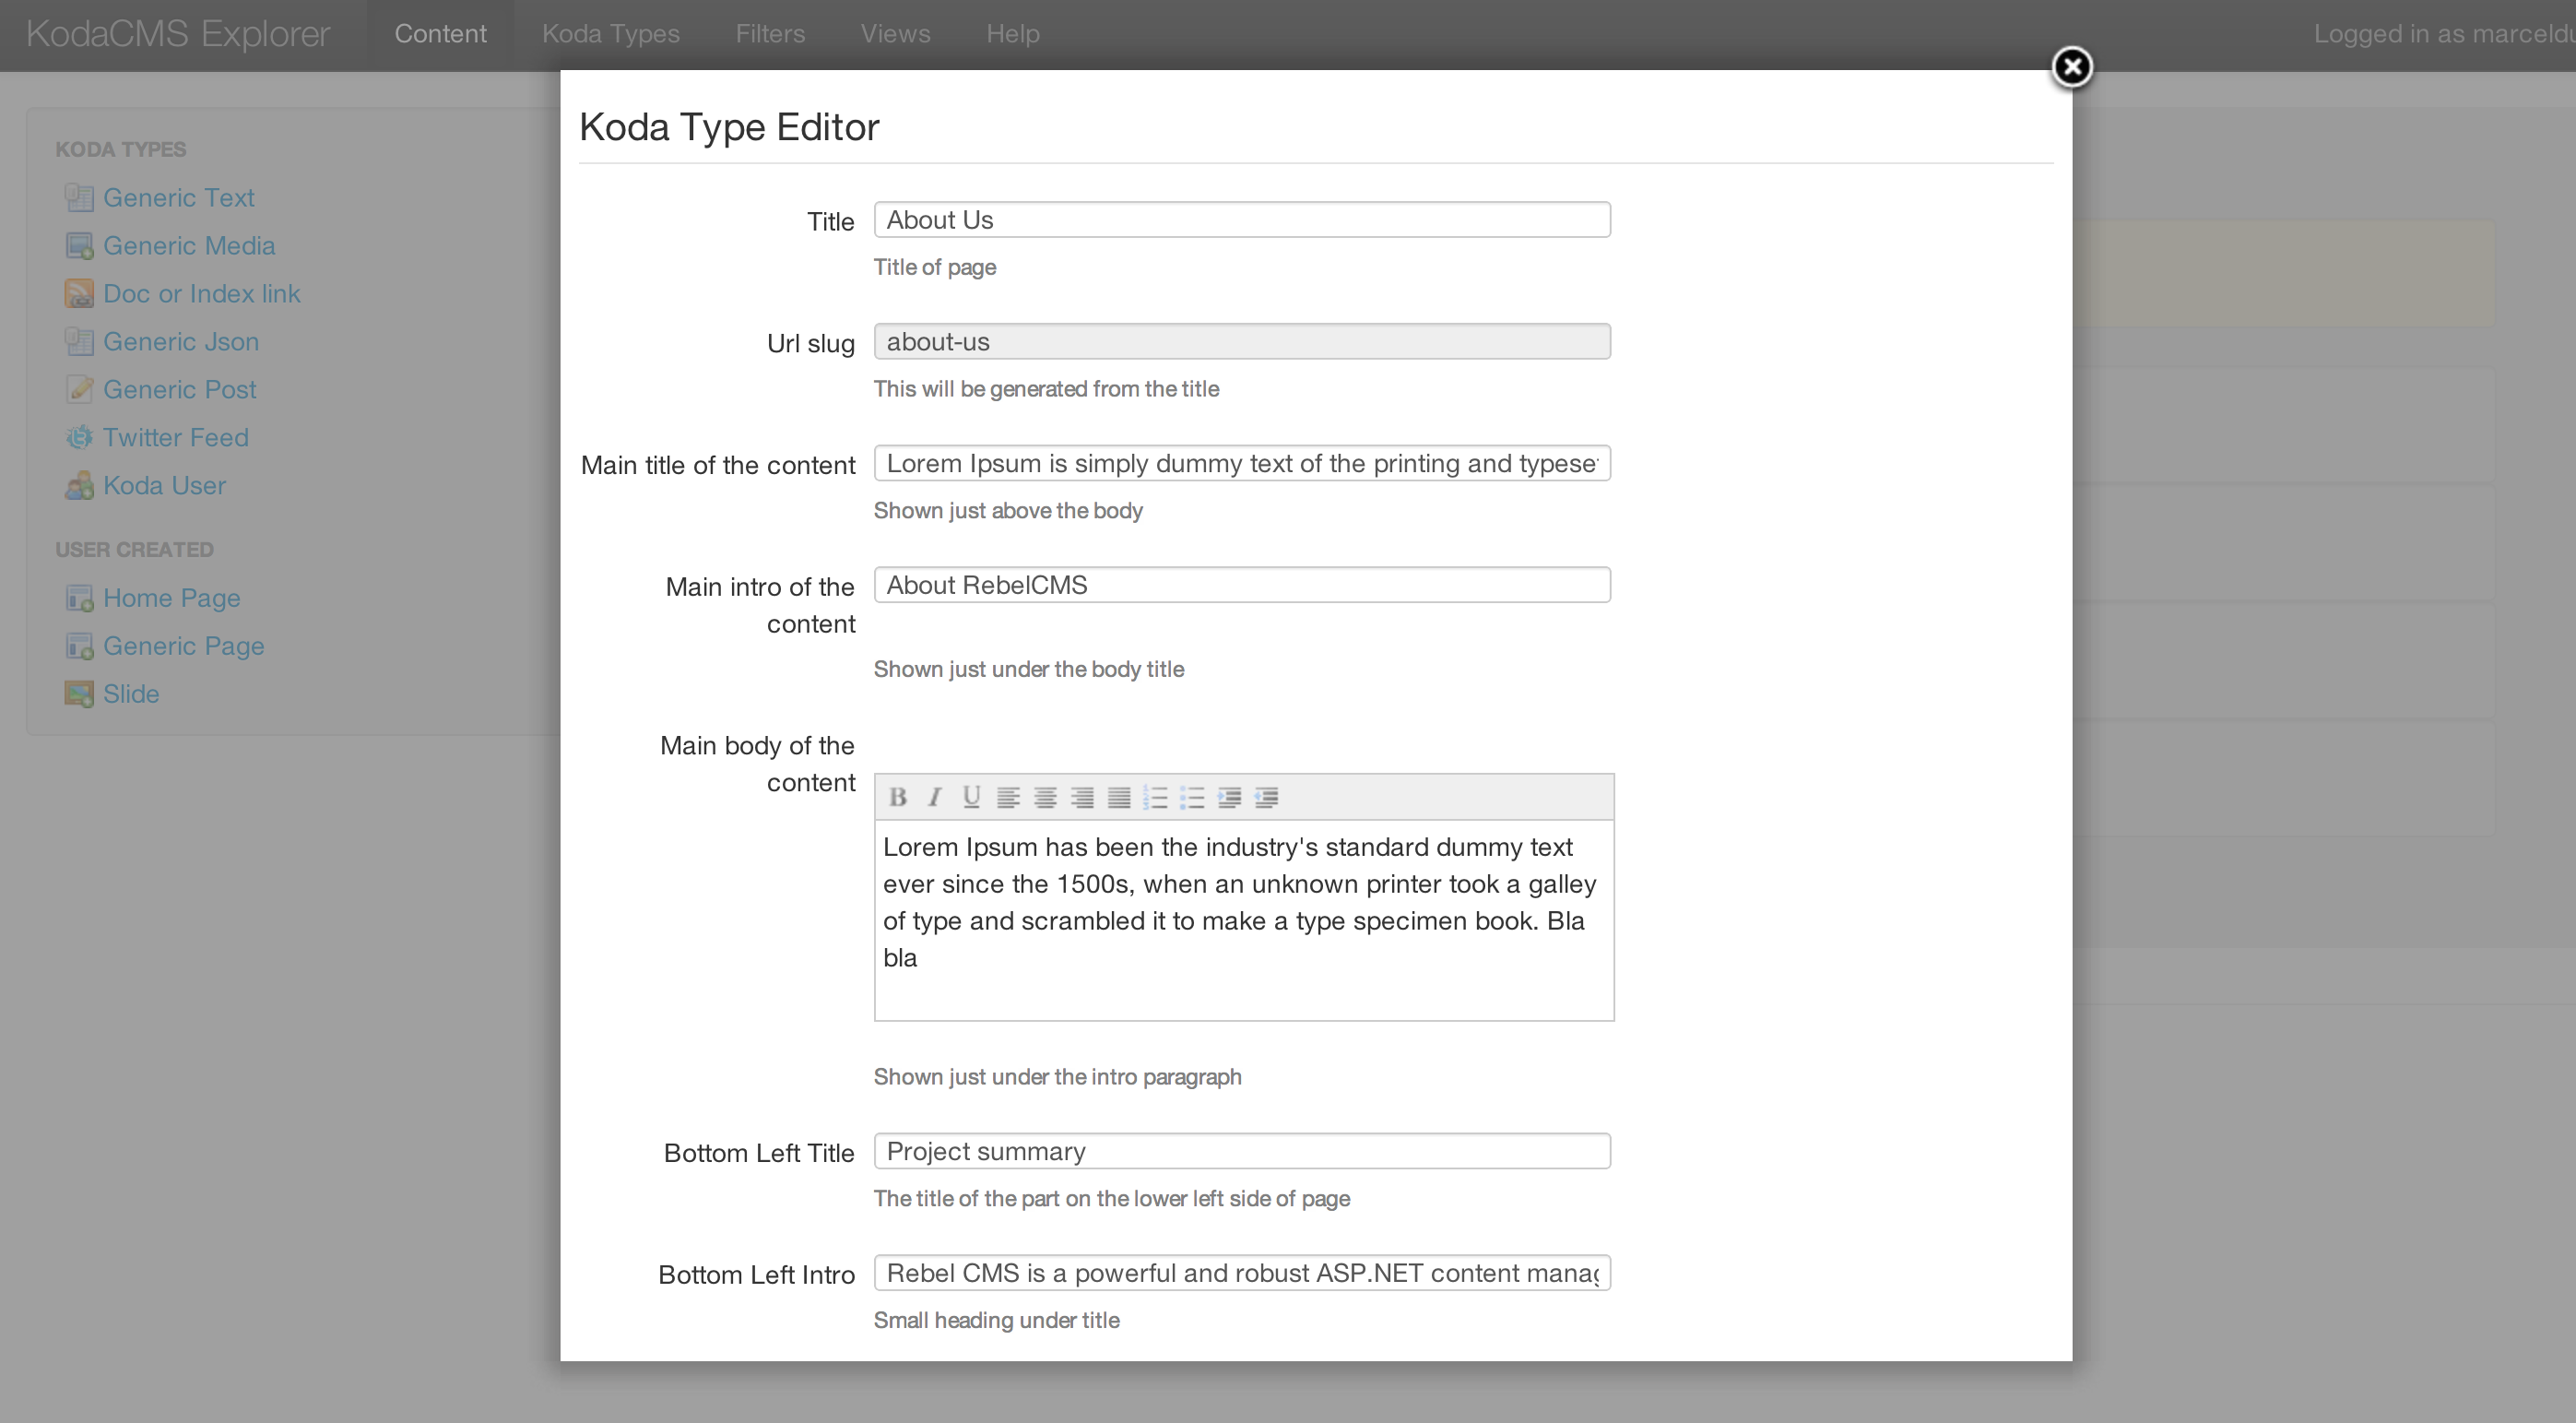 KodaCMS Explorer Content Koda Types Filters Views Help Logged in as
Koda Type Editor
KODA TYPES
Generic Text
Generic Media
Doc or Index link
Generic Json
Generic Post
Twitter Feed
Koda User
USER CREATED
Home Page
Generic Page
Slide
Title About Us
Title of page
Url slug about-us
This will be generated from the title
Main title of the content Lorem Ipsum is simply dummy text of the printing and
Shown just above the body
Main intro of the
content
About RebelCMS
Shown just under the body title
Main body of the
content
B I U
Lorem Ipsum has been the industry's standard dummy text
ever since the 1500s, when an unknown printer took a galley
of type and scrambled it to make a type specimen book. Bla
bla
Shown just under the intro paragraph
Bottom Left Title Project summary
The title of the part on the lower left side of page
Bottom Left Intro Rebel CMS is a powerful and robust ASP.NET content
Small heading under title